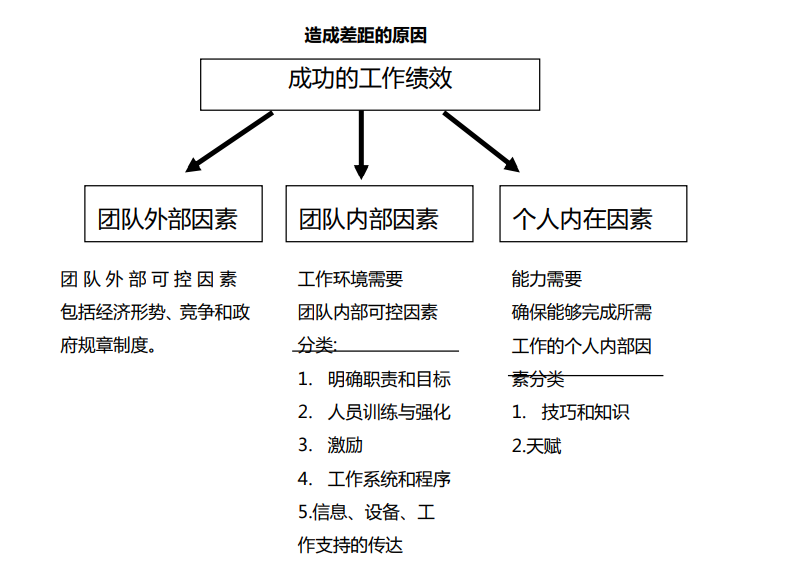 造成差距的原因
成功的工作绩效
团队外部因素
团队内部因素
个人内在因素
团队外部可控因素
包括经济形势、竞争和政
府规章制度。
工作环境需要
团队内部可控因素
分类:
1. 明确职责和目标
2. 人员训练与强化
3. 激励
4. 工作系统和程序
5.信息、设备、工
作支持的传达
能力需要
确保能够完成所需
工作的个人内部因
素分类
1. 技巧和知识
2.天赋